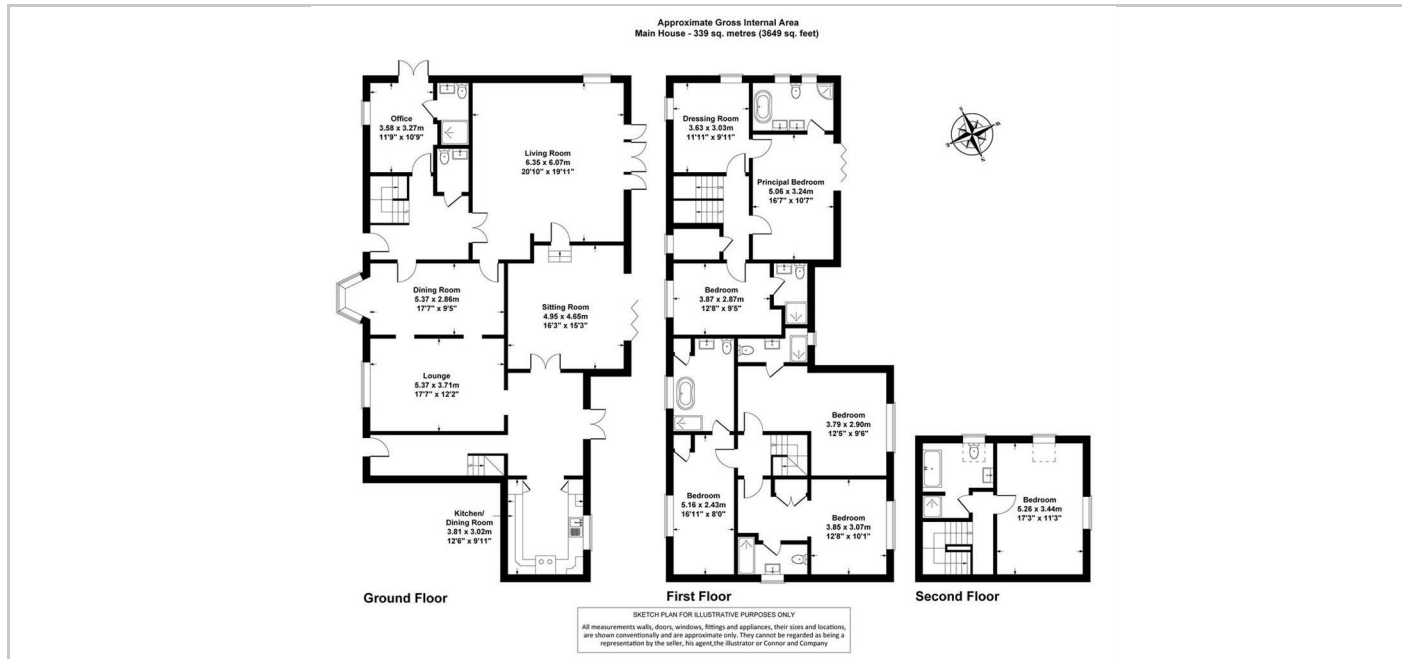 Approximate Gross Internal Area
Main House - 339 sq. metres (3649 sq. feet)
Office
3.58 x 3.27m
11'9" x 10'9"
Living Room
6.35 x 6.07m
20'10" x 19'11"
Dining Room
5.37 x 2.86m
17'7" x 9'5"
Sitting Room
4.95 x 4.65m
16'3" x 15'3"
Lounge
5.37 x 3.71m
17'7" x 12'2"
Kitchen/
Dining Room
3.81 x 3.02m
12'6" x 9'11"
Ground Floor
Dressing Room
3.63 x 3.03m
11'11" x 9'11"
Principal Bedroom
5.06 x 3.24m
16'7" x 10'7"
Bedroom
3.87 x 2.87m
12'8" x 9'5"
Bedroom
3.79 x 2.90m
12'5" x 9'6"
Bedroom
5.16 x 2.43m
16'11" x 8'0"
Bedroom
3.85 x 3.07m
12'8" x 10'1"
First Floor
Bedroom
5.26 x 3.44m
17'3" x 11'3"
Second Floor
SKETCH PLAN FOR ILLUSTRATIVE PURPOSES ONLY
All measurements walls, doors, windows, fittings and appliances, their sizes and locations,
are shown conventionally and are approximate only. They cannot be regarded as being a
representation by the seller, his agent,the illustrator or Connor and Company